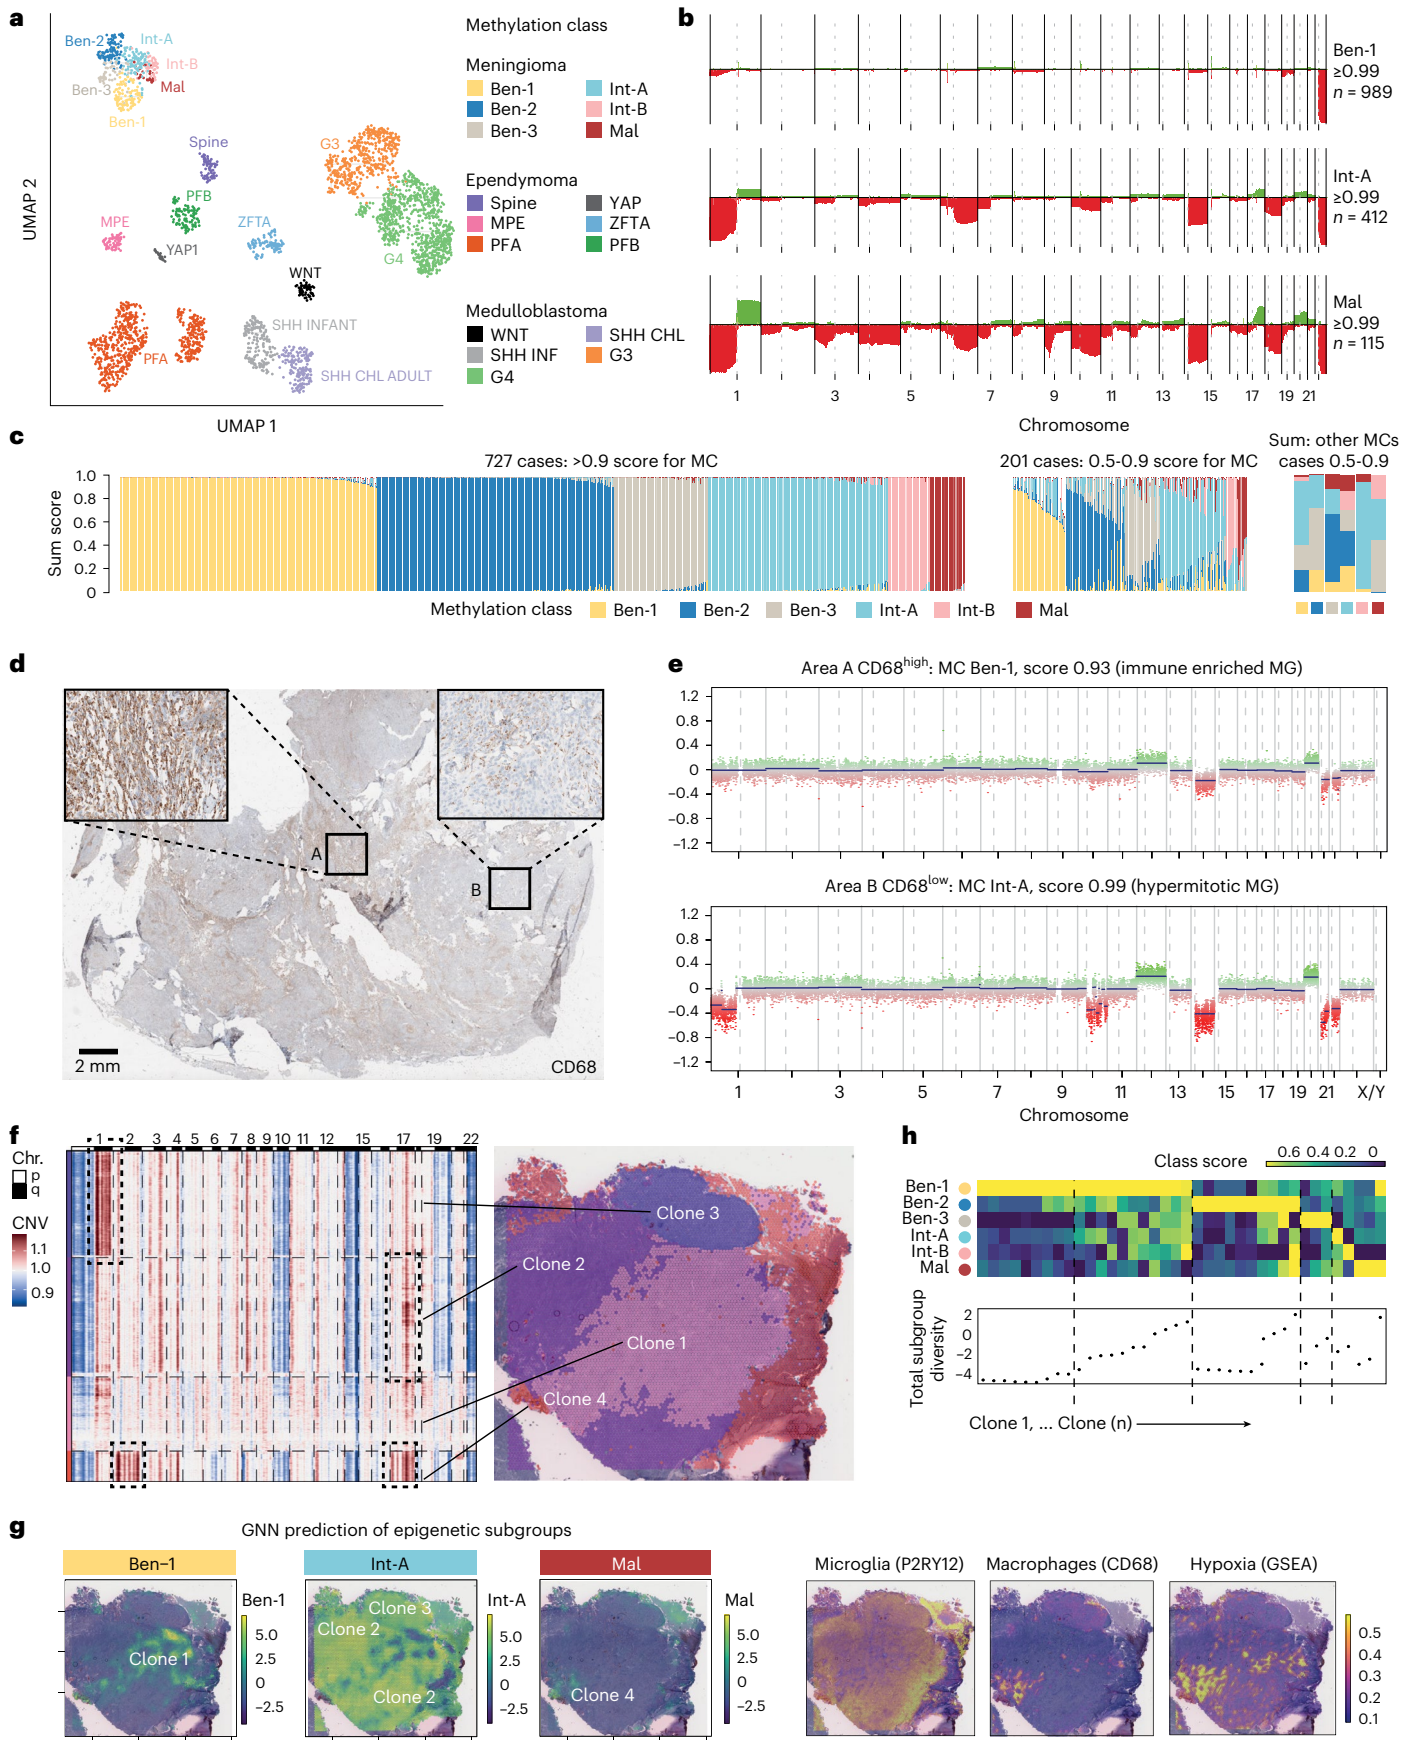 a
Ben-2
Int-A
Int-B
Ben-3
Mal
Ben-1
Spine
PFB
MPE
YAP1
ZFTA
WNT
G3
G4
PFA
SHH INFANT
SHH CHL ADULT
UMAP 2
UMAP 1
Methylation class
Meningioma
Ben-1 Int-A
Ben-2 Int-B
Ben-3 Mal
Ependymoma
Spine YAP
MPE ZFTA
PFA PFB
Medulloblastoma
WNT SHH CHL
SHH INF G3
G4
b
Ben-1
≥0.99
n = 989
Int-A
≥0.99
n = 412
Mal
≥0.99
n = 115
1 3 5 7 9 11 13 15 17 19 21
Chromosome
c
727 cases: >0.9 score for MC
201 cases: 0.5-0.9 score for MC
Sum: other MCs
cases 0.5-0.9
Sum score
1.0
0.8
0.6
0.4
0.2
0
Methylation class Ben-1 Ben-2 Ben-3 Int-A Int-B Mal
d
A
B
2 mm
CD68
e
Area A CD68high: MC Ben-1, score 0.93 (immune enriched MG)
1.2
0.8
0.4
0
–0.4
–0.8
–1.2
Area B CD68low: MC Int-A, score 0.99 (hypermitotic MG)
1.2
0.8
0.4
0
–0.4
–0.8
–1.2
1 3 5 7 9 11 13 15 17 19 21 X/Y
Chromosome
f
1 2 3 4 5 6 7 8 9 10 11 12 15 17 19 22
Chr.
p
q
CNV
1.1
1.0
0.9
Clone 3
Clone 2
Clone 1
Clone 4
h
Class score 0.6 0.4 0.2 0
Ben-1
Ben-2
Ben-3
Int-A
Int-B
Mal
Total subgroup
diversity
2
0
–2
–4
Clone 1, ... Clone (n)
g
GNN prediction of epigenetic subgroups
Ben–1
Ben-1
5.0
2.5
0
–2.5
Clone 1
Int-A
Int-A
5.0
2.5
0
–2.5
Clone 3
Clone 2
Clone 2
Mal
Mal
5.0
2.5
0
–2.5
Clone 4
Microglia (P2RY12)
Macrophages (CD68)
Hypoxia (GSEA)
0.5
0.4
0.3
0.2
0.1